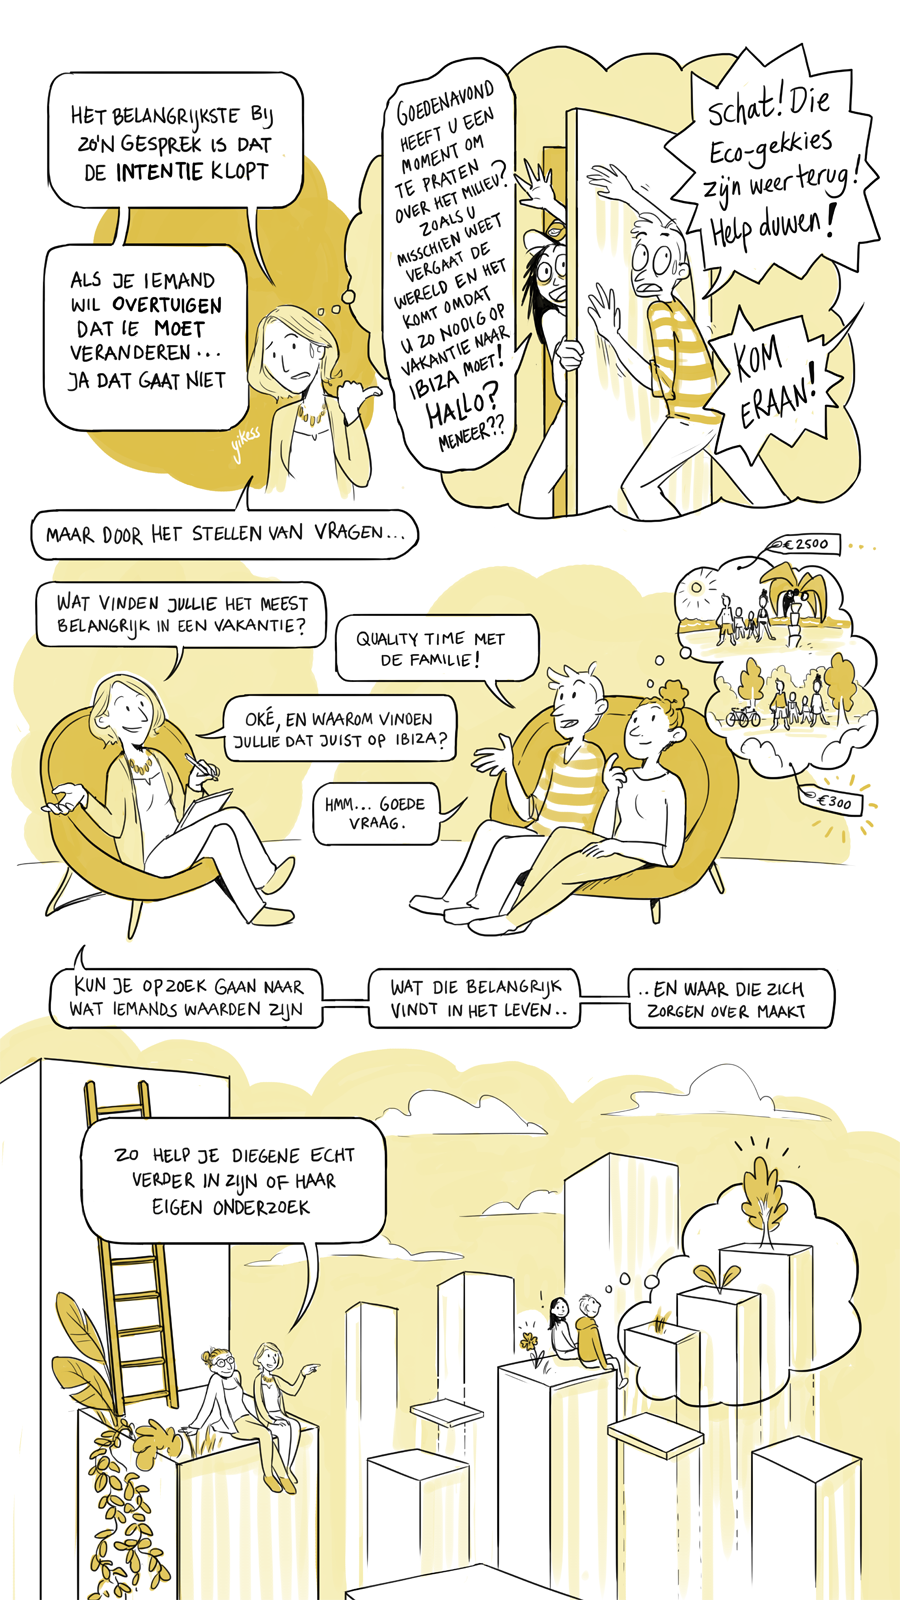 HET BELANGRIJKSTE BIJ
ZO'N GESPREK IS DAT
DE INTENTIE KLOPT
ALS JE IEMAND
WIL OVERTUIGEN
DAT IE MOET
VERANDEREN...
JA DAT GAAT NIET
yikess
GOEDENAVOND
HEEFT U EEN
MOMENT OM
TE PRATEN
OVER HET MILIEU?
ZOALS U
MISSCHIEN WEET
VERGAAT DE
WERELD EN HET
KOMT OMDAT
U ZO NODIG OP
VAKANTIE NAAR
IBIZA MOET!
HALLO?
MENEER??
Schat! Die
Eco-gekkies
zijn weer terug!
Help duwen!
KOM
ERAAN!
MAAR DOOR HET STELLEN VAN VRAGEN...
WAT VINDEN JULLIE HET MEEST
BELANGRIJK IN EEN VAKANTIE?
QUALITY TIME MET
DE FAMILIE!
OKÉ, EN WAAROM VINDEN
JULLIE DAT JUIST OP IBIZA?
HMM... GOEDE
VRAAG.
€2500
€300
KUN JE OP ZOEK GAAN NAAR
WAT IEMANDS WAARDEN ZIJN
WAT DIE BELANGRIJK
VINDT IN HET LEVEN..
..EN WAAR DIE ZICH
ZORGEN OVER MAAKT
ZO HELP JE DIEGENE ECHT
VERDER IN ZIJN OF HAAR
EIGEN ONDERZOEK
!